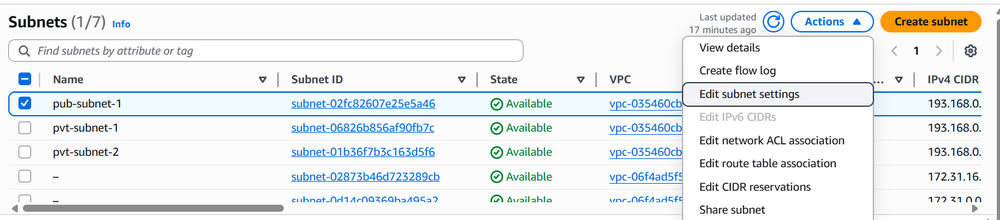 Subnets (1/7) Info
Last updated
17 minutes ago
Actions
Create subnet
Find subnets by attribute or tag
1
Name Subnet ID State VPC ... IPv4 CIDR
pub-subnet-1 subnet-02fc82607e25e5a46 Available vpc-035460cb 193.168.0.
pvt-subnet-1 subnet-06826b856af90fb7c Available vpc-035460cb 193.168.0.
pvt-subnet-2 subnet-01b36f7b3c163d5f6 Available vpc-035460cb 193.168.0.
– subnet-02873b46d723289cb Available vpc-06f4ad5f5 172.31.16.
– subnet-0d14c09369ba495a2 Available vpc-06f4ad5f5 172.31.0.0
View details
Create flow log
Edit subnet settings
Edit IPv6 CIDRs
Edit network ACL association
Edit route table association
Edit CIDR reservations
Share subnet